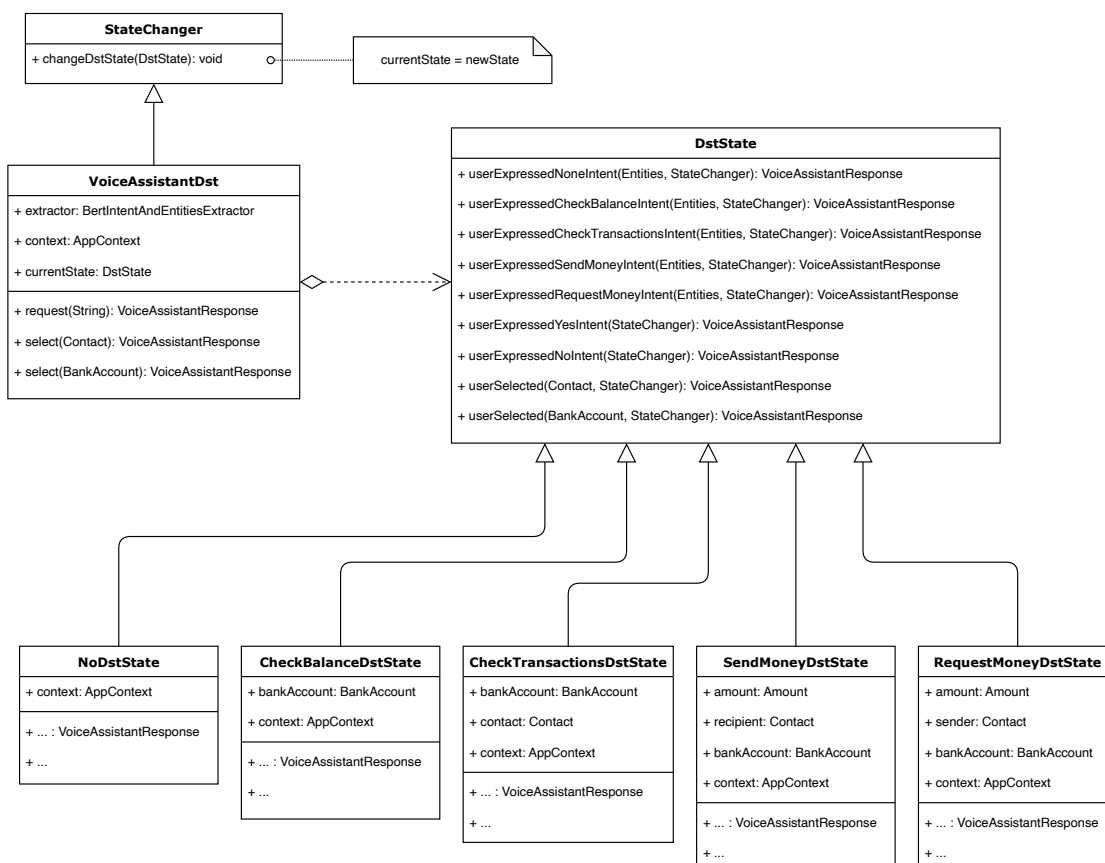 StateChanger
+ changeDstState(DstState): void
currentState = newState
VoiceAssistantDst
+ extractor: BertIntentAndEntitiesExtractor
+ context: AppContext
+ currentState: DstState
+ request(String): VoiceAssistantResponse
+ select(Contact): VoiceAssistantResponse
+ select(BankAccount): VoiceAssistantResponse
DstState
+ userExpressedNoneIntent(Entities, StateChanger): VoiceAssistantResponse
+ userExpressedCheckBalanceIntent(Entities, StateChanger): VoiceAssistantResponse
+ userExpressedCheckTransactionsIntent(Entities, StateChanger): VoiceAssistantResponse
+ userExpressedSendMoneyIntent(Entities, StateChanger): VoiceAssistantResponse
+ userExpressedRequestMoneyIntent(Entities, StateChanger): VoiceAssistantResponse
+ userExpressedYesIntent(StateChanger): VoiceAssistantResponse
+ userExpressedNoIntent(StateChanger): VoiceAssistantResponse
+ userSelected(Contact, StateChanger): VoiceAssistantResponse
+ userSelected(BankAccount, StateChanger): VoiceAssistantResponse
NoDstState
+ context: AppContext
+ ... : VoiceAssistantResponse
+ ...
CheckBalanceDstState
+ bankAccount: BankAccount
+ context: AppContext
+ ... : VoiceAssistantResponse
+ ...
CheckTransactionsDstState
+ bankAccount: BankAccount
+ contact: Contact
+ context: AppContext
+ ... : VoiceAssistantResponse
+ ...
SendMoneyDstState
+ amount: Amount
+ recipient: Contact
+ bankAccount: BankAccount
+ context: AppContext
+ ... : VoiceAssistantResponse
+ ...
RequestMoneyDstState
+ amount: Amount
+ sender: Contact
+ bankAccount: BankAccount
+ context: AppContext
+ ... : VoiceAssistantResponse
+ ...